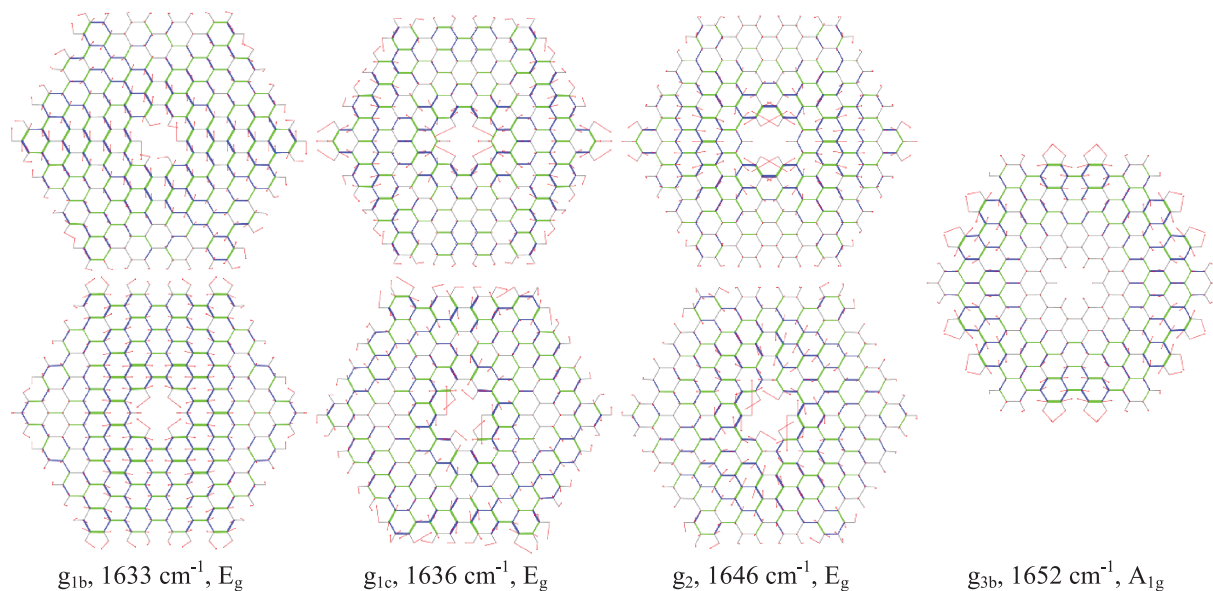 g₁b, 1633 cm⁻¹, Eg g₁c, 1636 cm⁻¹, Eg g₂, 1646 cm⁻¹, Eg g₃b, 1652 cm⁻¹, A₁g